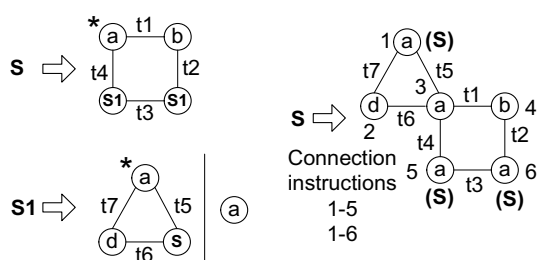 * a t1 b
S t4 t2
S1 t3 S1
* a
S1 t7 t5 a
d t6 S
1 a (S)
t7 t5
3
d t6 a t1 b 4
S 2 t4 t2
Connection
instructions 5 a t3 a 6
(S) (S)
1-5
1-6